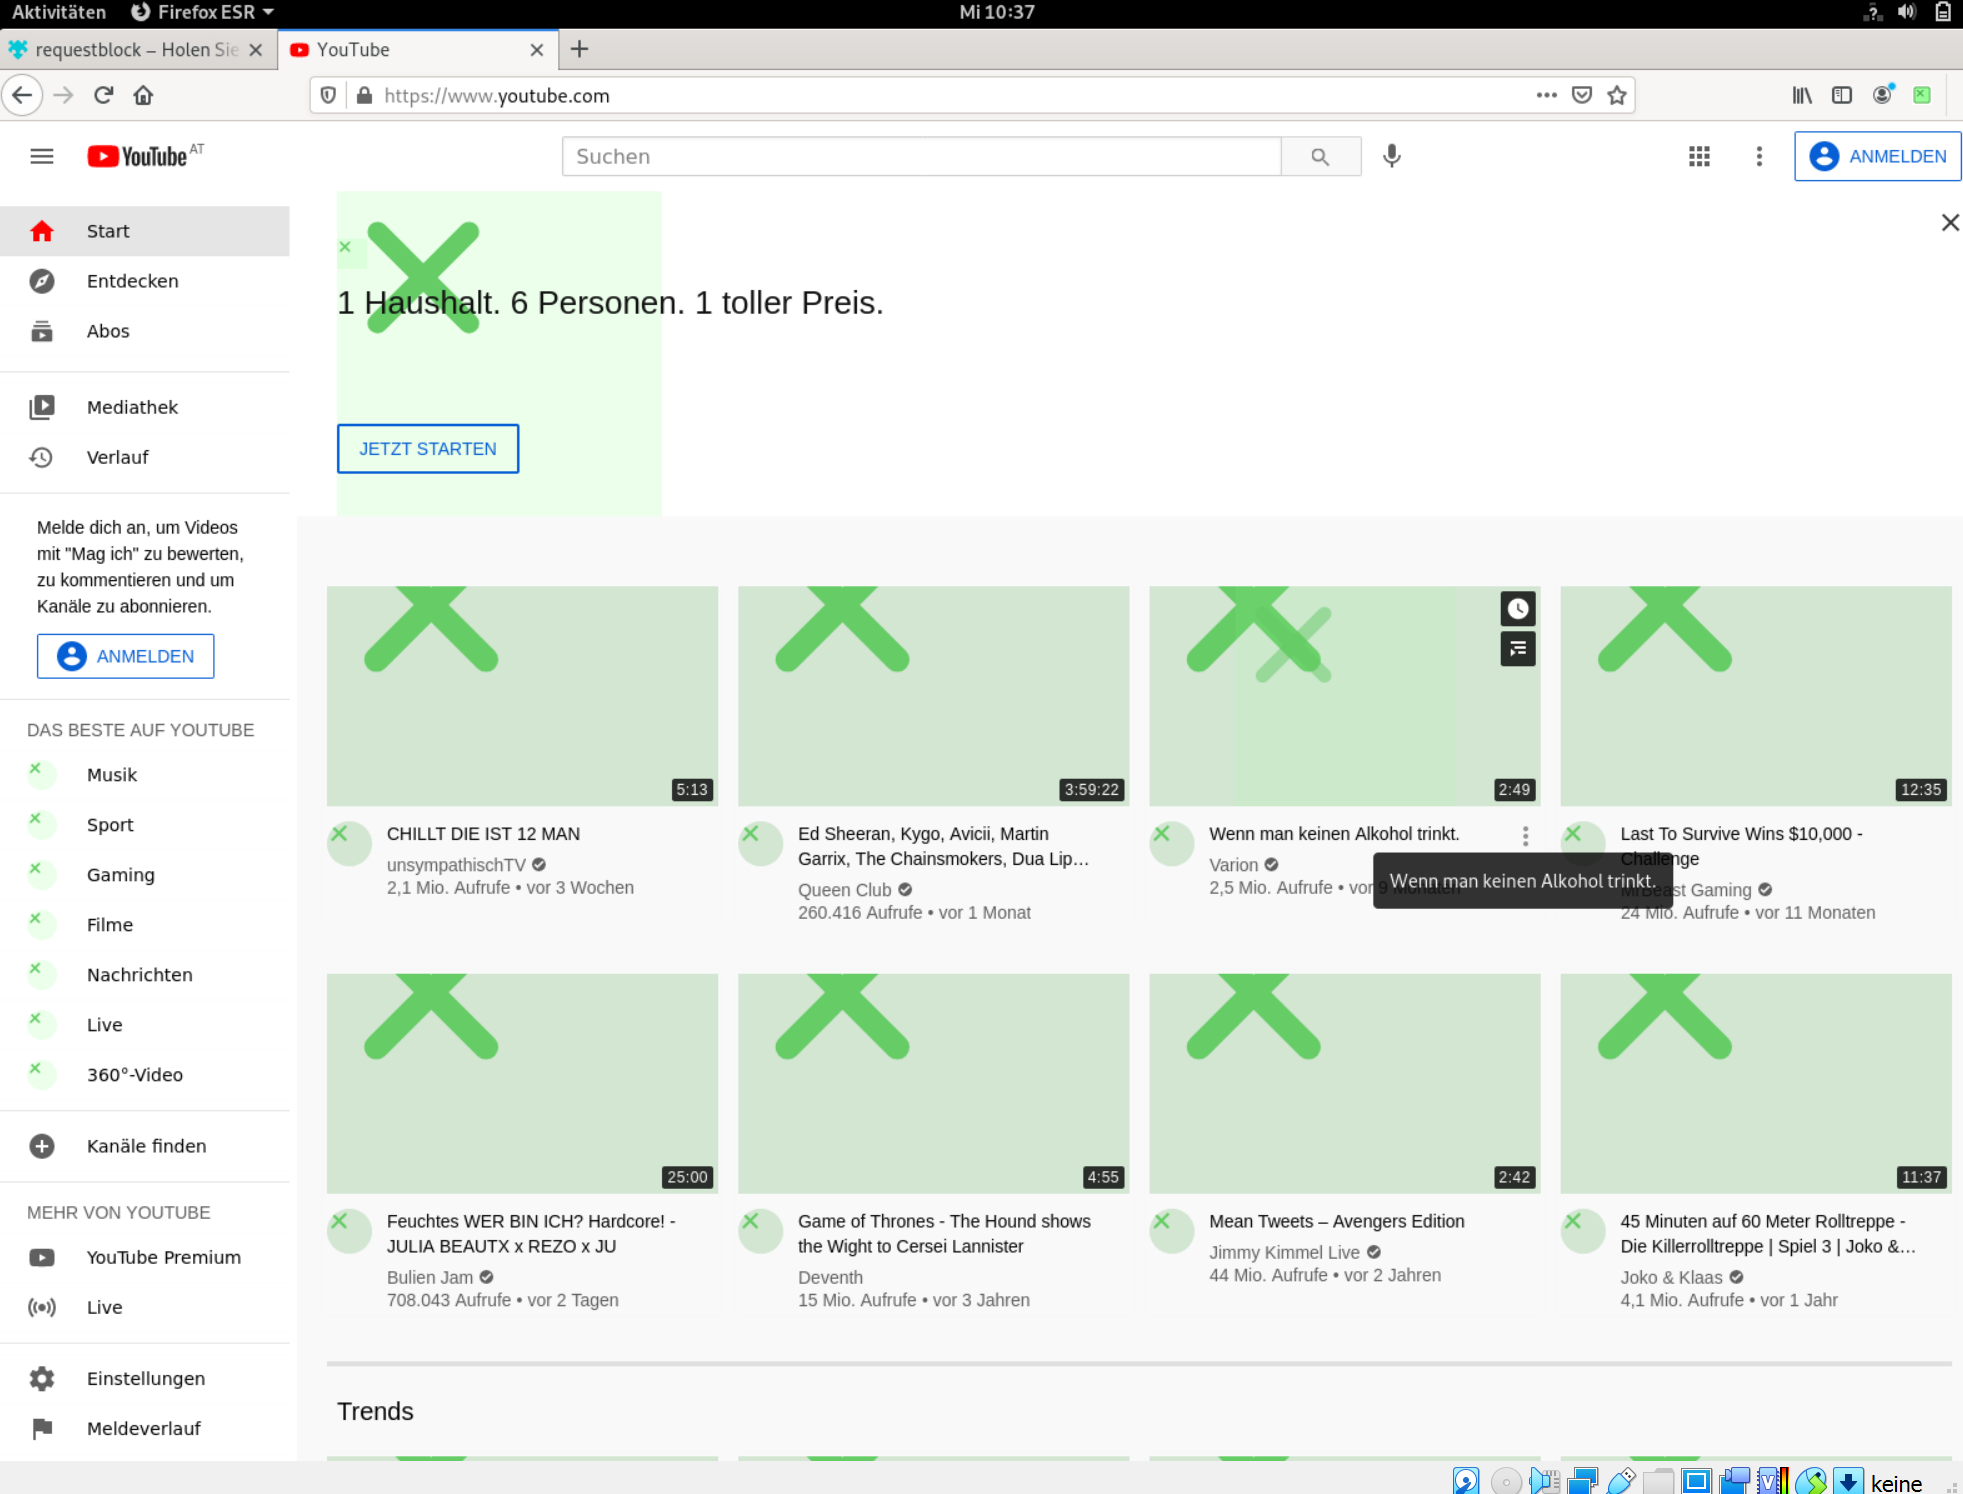 Aktivitäten Firefox ESR Mi 10:37
requestblock – Holen Sie YouTube
https://www.youtube.com
YouTube AT Suchen ANMELDEN
Start
Entdecken
Abos
Mediathek
Verlauf
Melde dich an, um Videos
mit "Mag ich" zu bewerten,
zu kommentieren und um
Kanäle zu abonnieren.
ANMELDEN
DAS BESTE AUF YOUTUBE
Musik
Sport
Gaming
Filme
Nachrichten
Live
360°-Video
Kanäle finden
MEHR VON YOUTUBE
YouTube Premium
Live
Einstellungen
Meldeverlauf
1 Haushalt. 6 Personen. 1 toller Preis.
JETZT STARTEN
5:13
CHILLT DIE IST 12 MAN
unsympathischTV
2,1 Mio. Aufrufe • vor 3 Wochen
3:59:22
Ed Sheeran, Kygo, Avicii, Martin
Garrix, The Chainsmokers, Dua Lip…
Queen Club
260.416 Aufrufe • vor 1 Monat
2:49
Wenn man keinen Alkohol trinkt.
Varion
2,5 Mio. Aufrufe • vor 9 Monaten
Wenn man keinen Alkohol trinkt.
12:35
Last To Survive Wins $10,000 -
Challenge
MrBeast Gaming
24 Mio. Aufrufe • vor 11 Monaten
25:00
Feuchtes WER BIN ICH? Hardcore! -
JULIA BEAUTX x REZO x JU
Bulien Jam
708.043 Aufrufe • vor 2 Tagen
4:55
Game of Thrones - The Hound shows
the Wight to Cersei Lannister
Deventh
15 Mio. Aufrufe • vor 3 Jahren
2:42
Mean Tweets – Avengers Edition
Jimmy Kimmel Live
44 Mio. Aufrufe • vor 2 Jahren
11:37
45 Minuten auf 60 Meter Rolltreppe -
Die Killerrolltreppe | Spiel 3 | Joko &…
Joko & Klaas
4,1 Mio. Aufrufe • vor 1 Jahr
Trends
keine